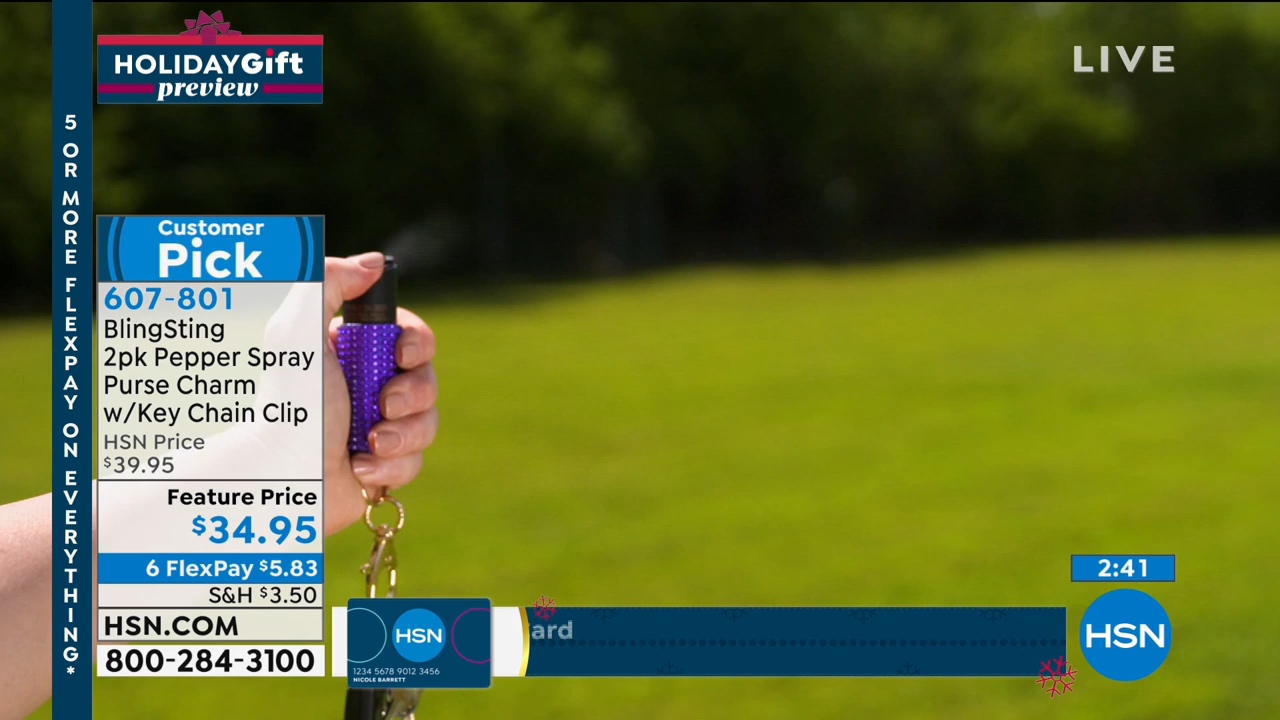 HOLIDAYGift
preview
LIVE
5 OR MORE FLEXPAY ON EVERYTHING*
Customer
Pick
607-801
BlingSting
2pk Pepper Spray
Purse Charm
w/Key Chain Clip
HSN Price
$39.95
Feature Price
$34.95
6 FlexPay $5.83
S&H $3.50
HSN.COM
800-284-3100
HSN
1234 5678 9012 3456
NICOLE BARRETT
ard
2:41
HSN